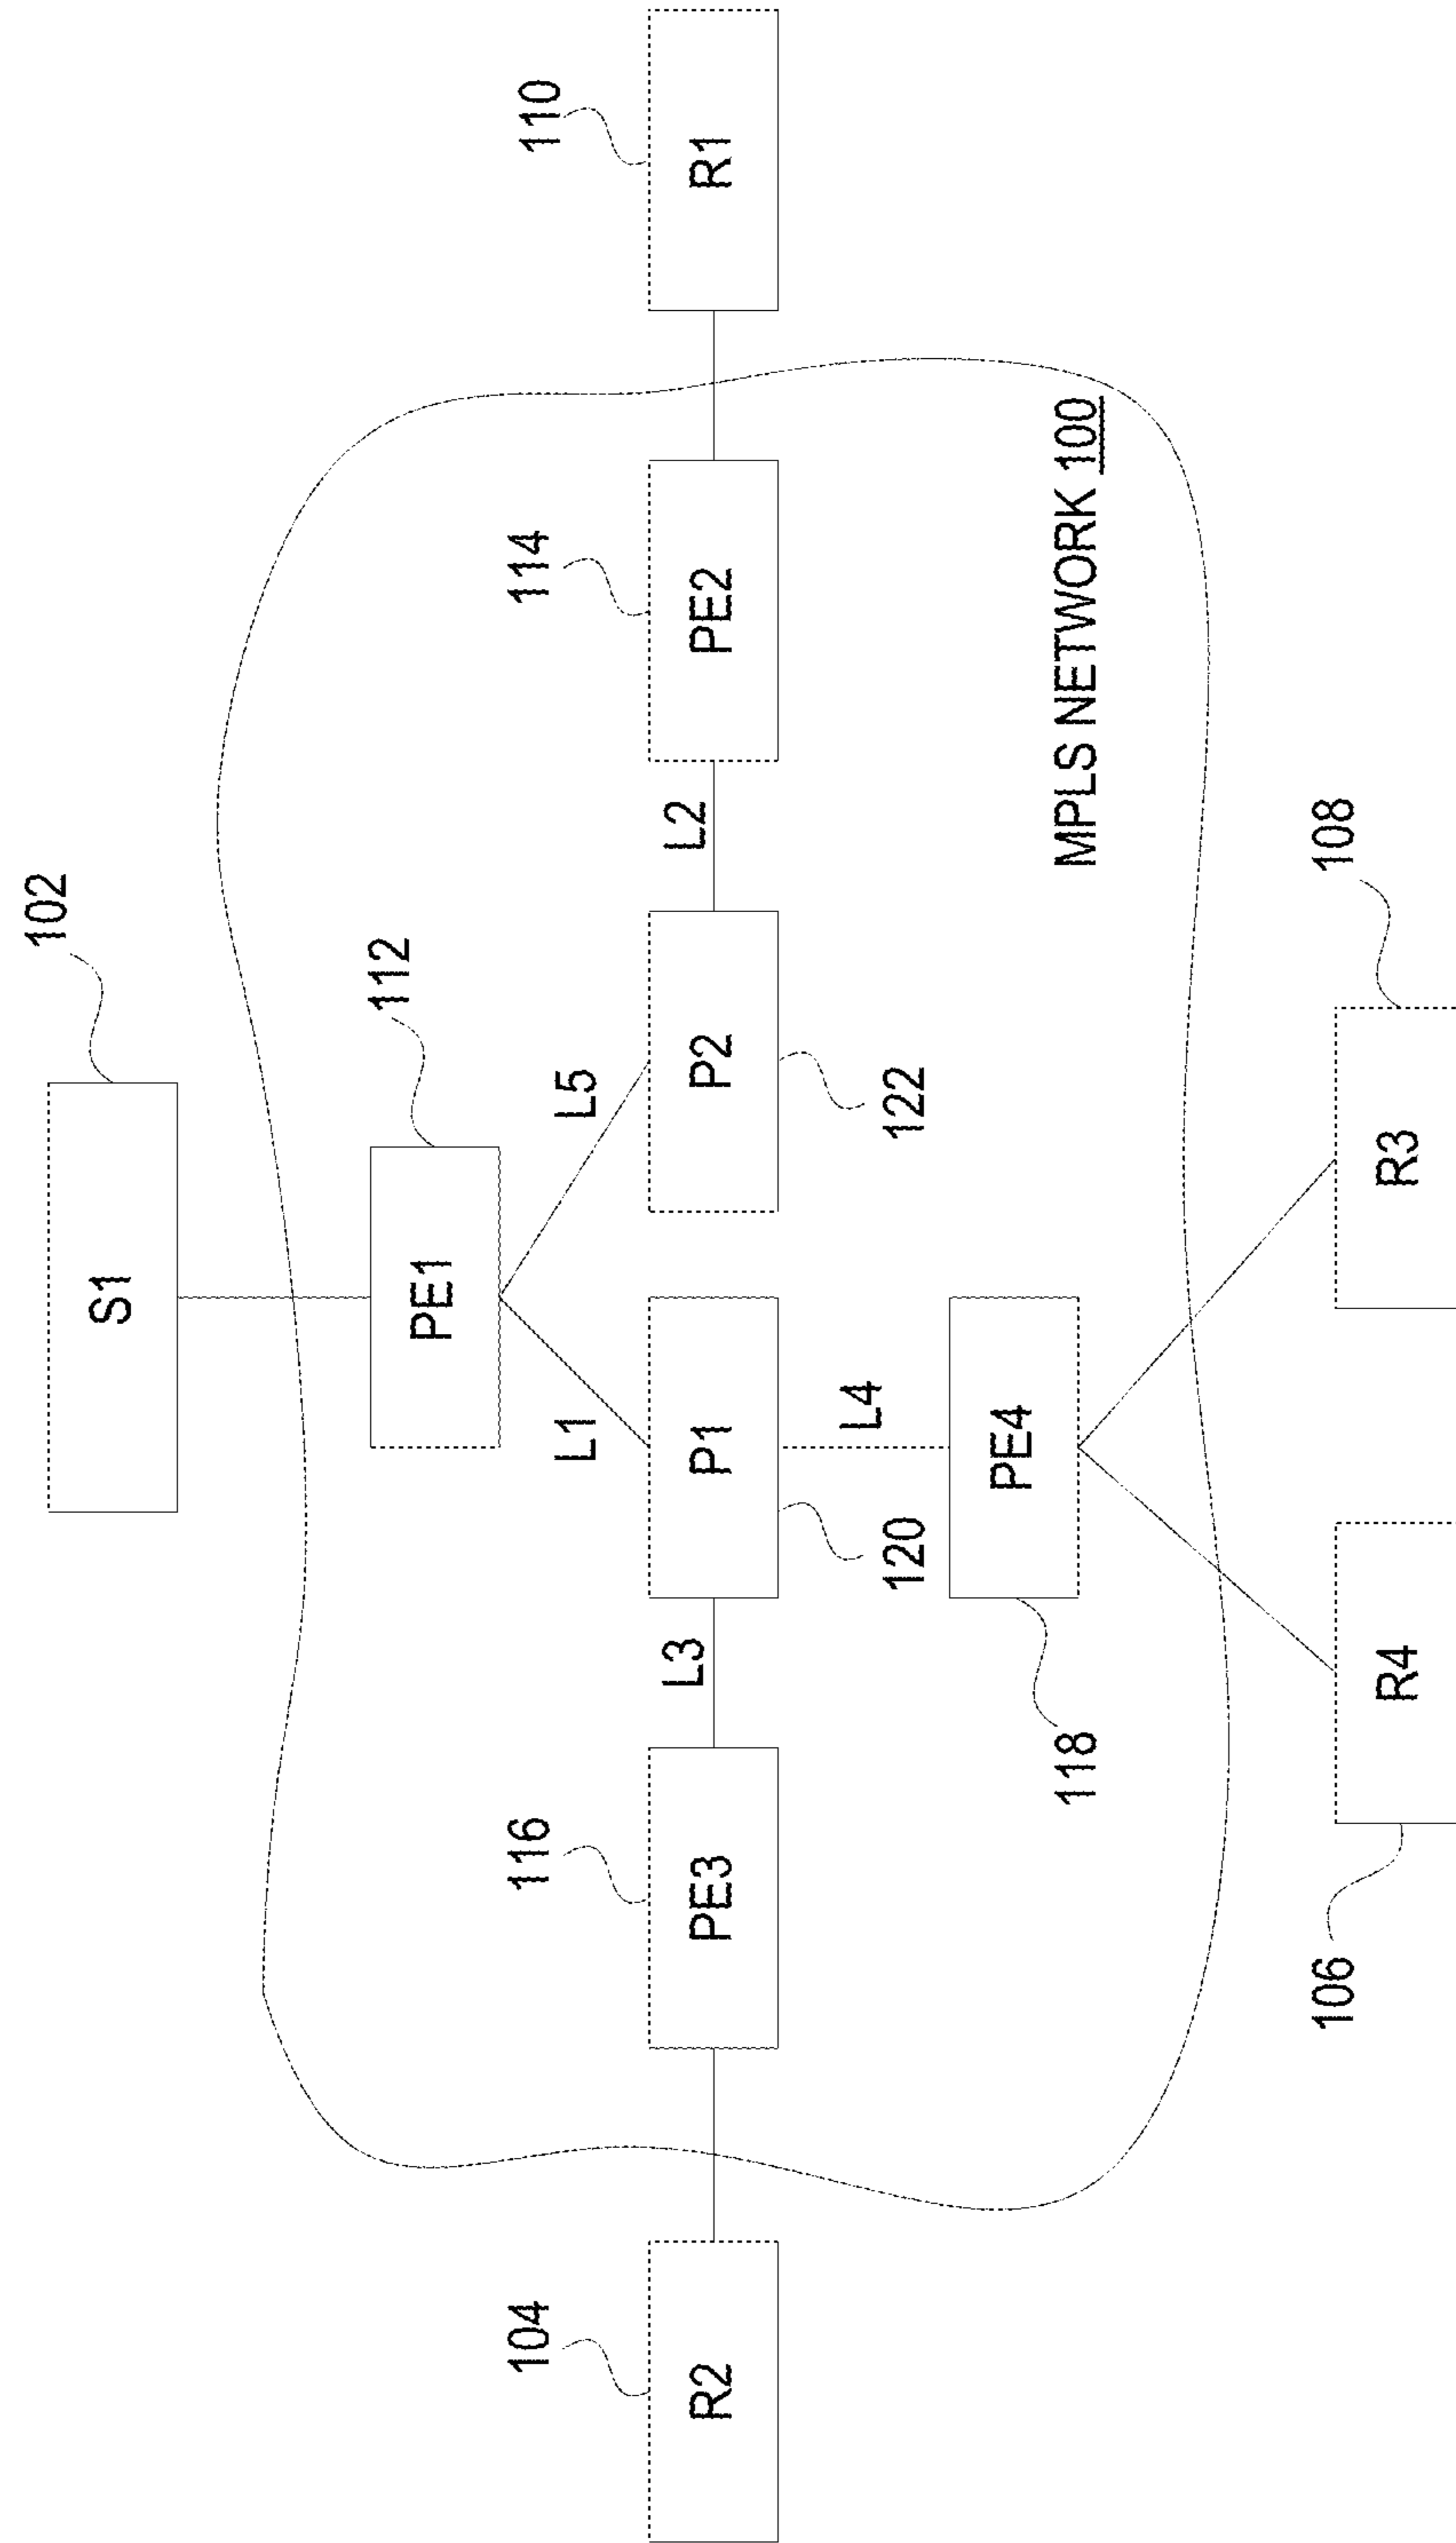 102
S1
112
PE1
L1
L5
104
116
114
110
R2
PE3
L3
P1
P2
L2
PE2
R1
120
122
L4
118
PE4
MPLS NETWORK 100
106
108
R4
R3